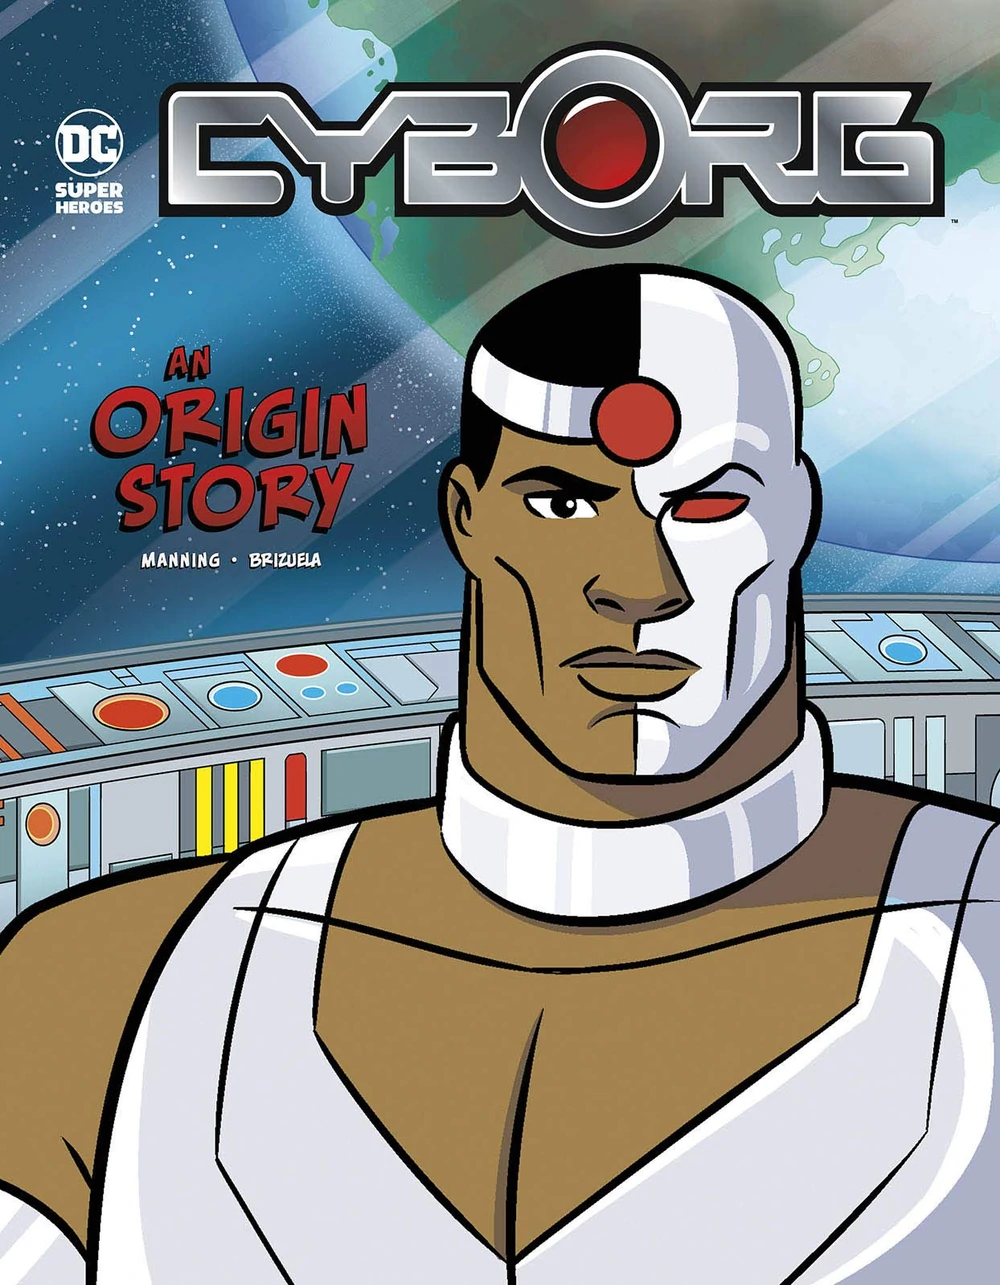 CYBORG
™
DC
SUPER
HEROES
AN
ORIGIN
STORY
MANNING • BRIZUELA